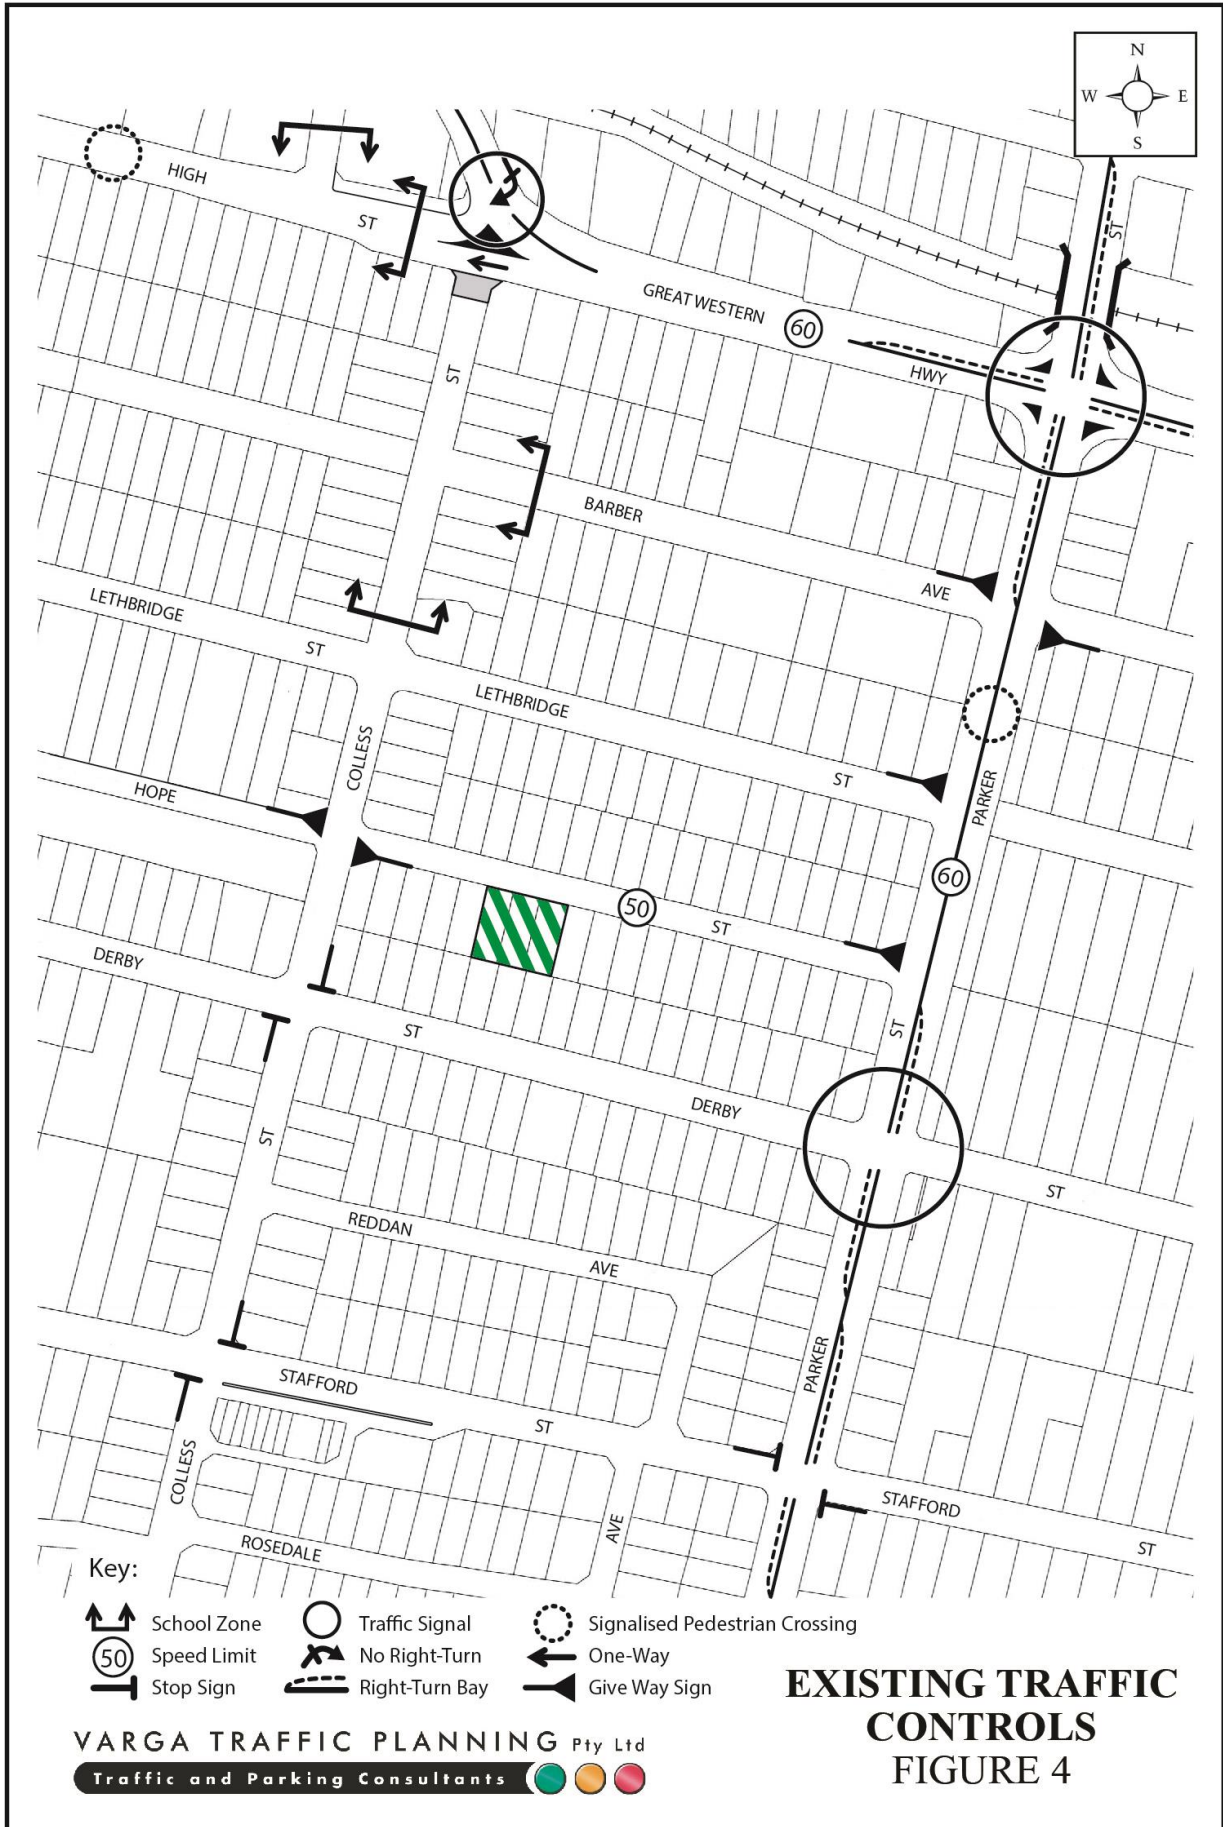 N
W E
S
HIGH
ST
ST
GREAT WESTERN
60
HWY
ST
BARBER
AVE
LETHBRIDGE
ST
LETHBRIDGE
ST
COLLESS
PARKER
HOPE
60
50
ST
DERBY
ST
ST
DERBY
ST
ST
REDDAN
AVE
PARKER
STAFFORD
ST
COLLESS
STAFFORD
ST
AVE
ROSEDALE
Key:
School Zone Traffic Signal Signalised Pedestrian Crossing
50 Speed Limit No Right-Turn One-Way
Stop Sign Right-Turn Bay Give Way Sign
EXISTING TRAFFIC
CONTROLS
FIGURE 4
VARGA TRAFFIC PLANNING Pty Ltd
Traffic and Parking Consultants